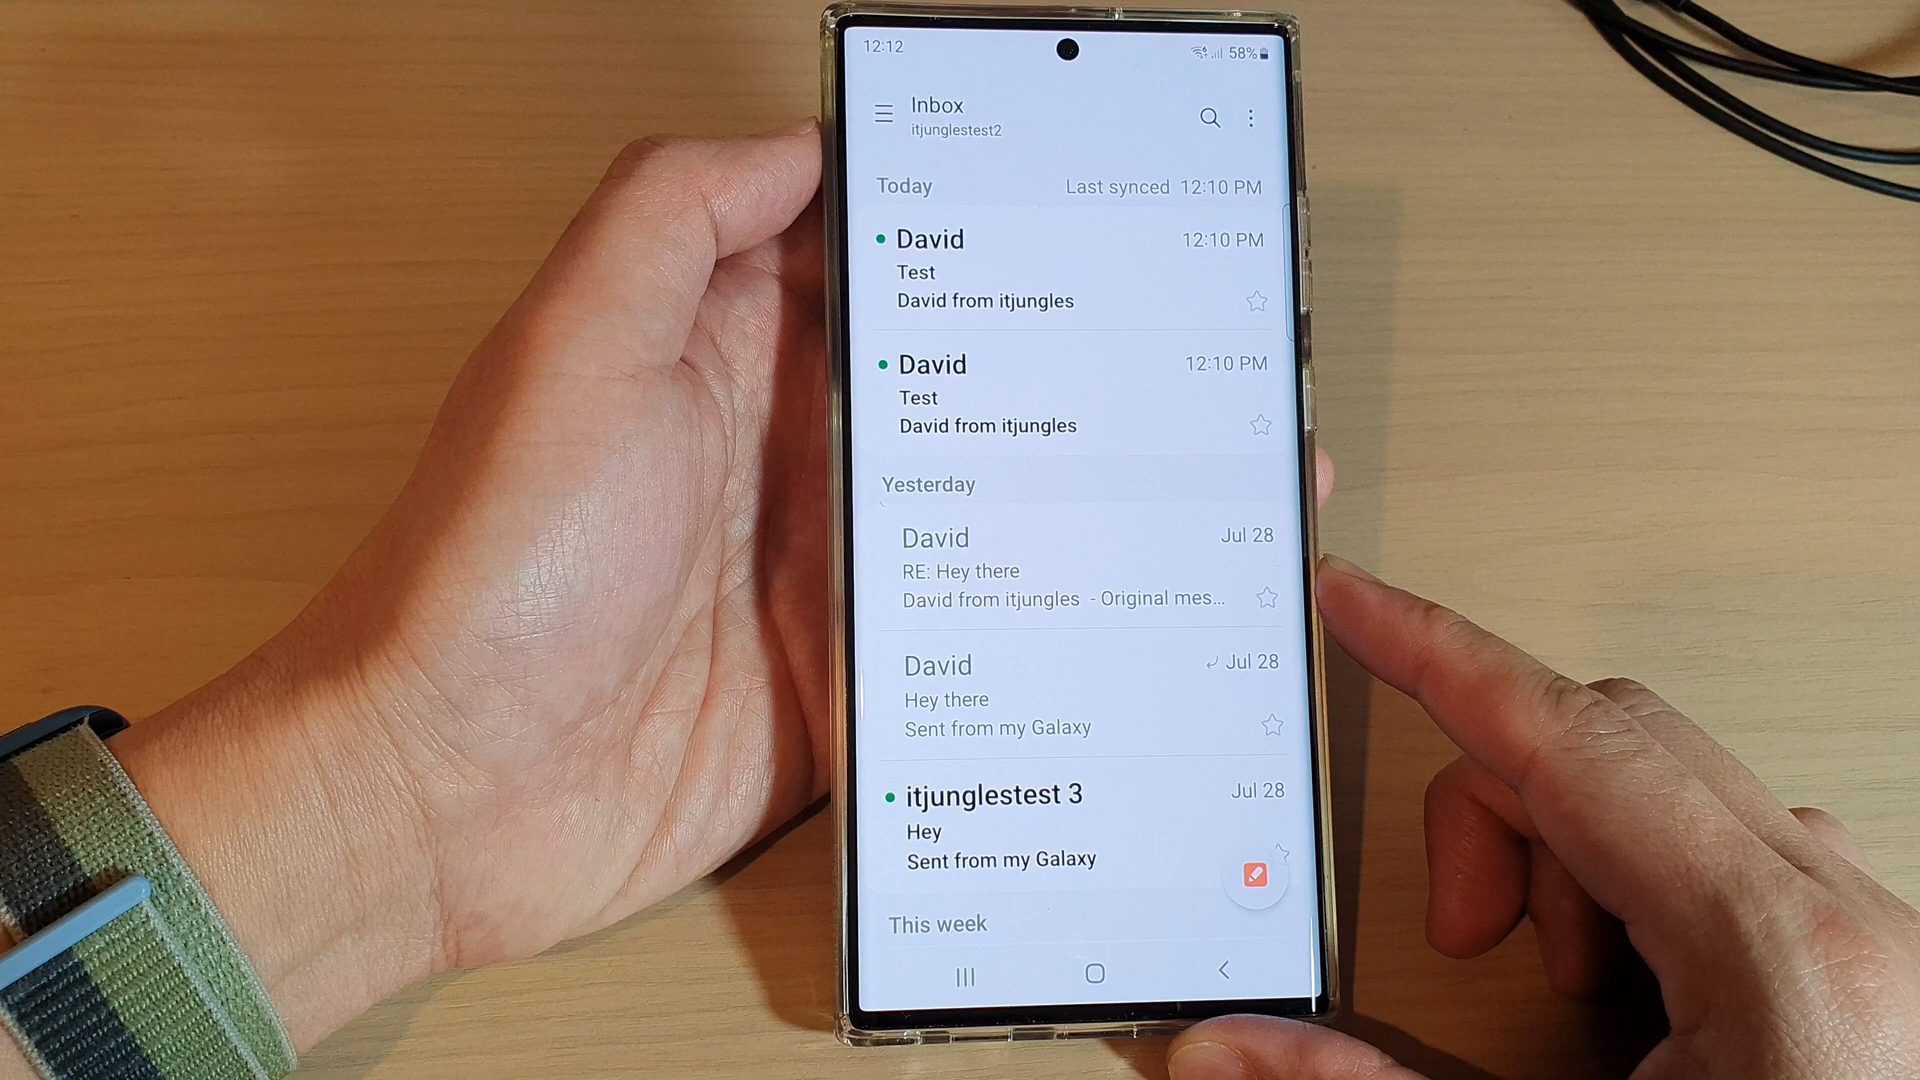 12:12
58%
Inbox
itjunglestest2
Today
Last synced 12:10 PM
David
12:10 PM
Test
David from itjungles
David
12:10 PM
Test
David from itjungles
Yesterday
David
Jul 28
RE: Hey there
David from itjungles - Original mes...
David
Jul 28
Hey there
Sent from my Galaxy
itjunglestest 3
Jul 28
Hey
Sent from my Galaxy
This week